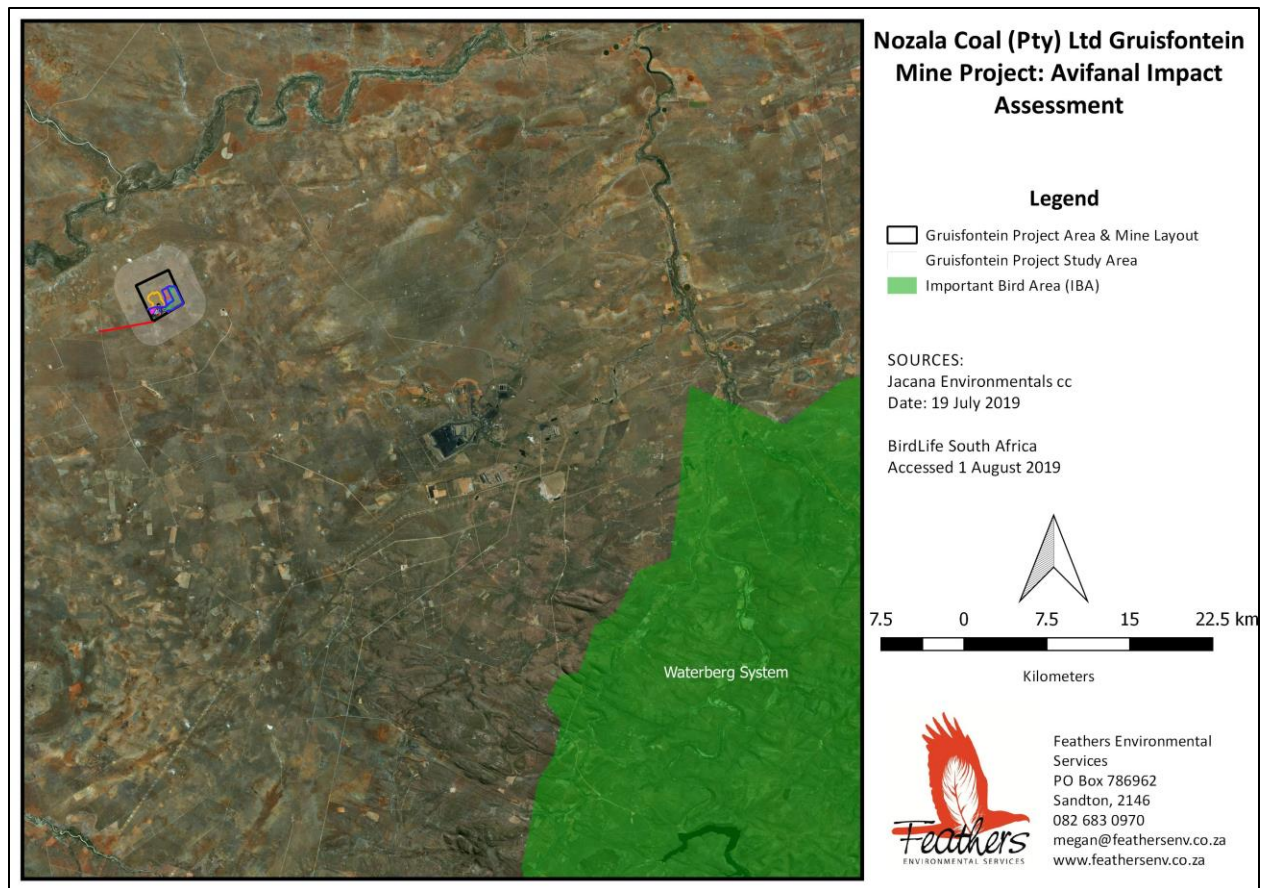 Nozala Coal (Pty) Ltd Gruisfontein
Mine Project: Avifanal Impact
Assessment
Legend
Gruisfontein Project Area & Mine Layout
Gruisfontein Project Study Area
Important Bird Area (IBA)
SOURCES:
Jacana Environmentals cc
Date: 19 July 2019
BirdLife South Africa
Accessed 1 August 2019
7.5 0 7.5 15 22.5 km
Kilometers
Waterberg System
Feathers
ENVIRONMENTAL SERVICES
Feathers Environmental
Services
PO Box 786962
Sandton, 2146
082 683 0970
megan@feathersenv.co.za
www.feathersenv.co.za